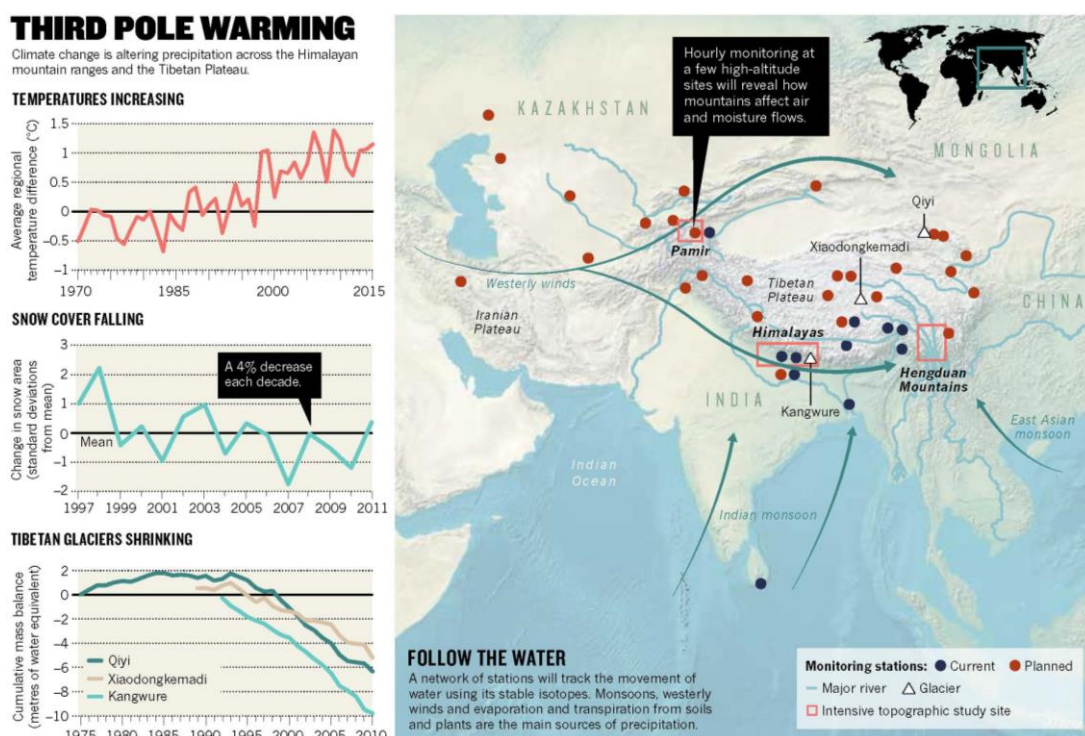 THIRD POLE WARMING
Climate change is altering precipitation across the Himalayan
mountain ranges and the Tibetan Plateau.
TEMPERATURES INCREASING
Average regional
temperature difference (°C)
1.5
1
0.5
0
−0.5
−1
1970
1985
2000
2015
SNOW COVER FALLING
Change in snow area
(standard deviations
from mean)
3
2
1
0
−1
−2
A 4% decrease
each decade.
Mean
1997
1999
2001
2003
2005
2007
2009
2011
TIBETAN GLACIERS SHRINKING
Cumulative mass balance
(metres of water equivalent)
2
0
−2
−4
−6
−8
−10
Qiyi
Xiaodongkemadi
Kangwure
1975
1980
1985
1990
1995
2000
2005
2010
Hourly monitoring at
a few high-altitude
sites will reveal how
mountains affect air
and moisture flows.
KAZAKHSTAN
MONGOLIA
Qiyi
Xiaodongkemadi
Pamir
Westerly winds
Tibetan
Plateau
CHINA
Iranian
Plateau
Himalayas
Hengduan
Mountains
INDIA
Kangwure
East Asian
monsoon
Indian
Ocean
Indian monsoon
FOLLOW THE WATER
A network of stations will track the movement of
water using its stable isotopes. Monsoons, westerly
winds and evaporation and transpiration from soils
and plants are the main sources of precipitation.
Monitoring stations: Current Planned
Major river Glacier
Intensive topographic study site